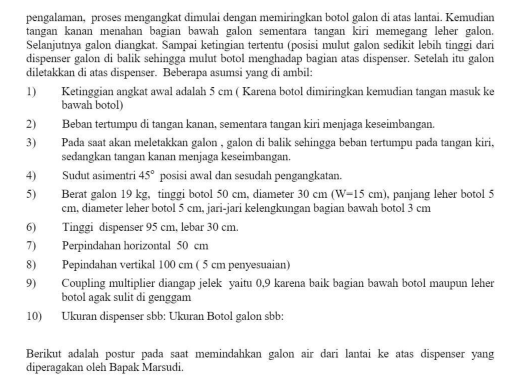 pengalaman, proses mengangkat dimulai dengan memiringkan botol galon di atas lantai. Kemudian
tangan kanan menahan bagian bawah galon sementara tangan kiri memegang leher galon.
Selanjutnya galon diangkat. Sampai ketingian tertentu (posisi mulut galon sedikit lebih tinggi dari
dispenser galon di balik sehingga mulut botol menghadap bagian atas dispenser. Setelah itu galon
diletakkan di atas dispenser. Beberapa asumsi yang di ambil:
1) Ketinggian angkat awal adalah 5 cm ( Karena botol dimiringkan kemudian tangan masuk ke
bawah botol)
2) Beban tertumpu di tangan kanan, sementara tangan kiri menjaga keseimbangan.
3) Pada saat akan meletakkan galon , galon di balik sehingga beban tertumpu pada tangan kiri,
sedangkan tangan kanan menjaga keseimbangan.
4) Sudut asimentri 45° posisi awal dan sesudah pengangkatan.
5) Berat galon 19 kg, tinggi botol 50 cm, diameter 30 cm (W=15 cm), panjang leher botol 5
cm, diameter leher botol 5 cm, jari-jari kelengkungan bagian bawah botol 3 cm
6) Tinggi dispenser 95 cm, lebar 30 cm.
7) Perpindahan horizontal 50 cm
8) Pepindahan vertikal 100 cm ( 5 cm penyesuaian)
9) Coupling multiplier diangap jelek yaitu 0,9 karena baik bagian bawah botol maupun leher
botol agak sulit di genggam
10) Ukuran dispenser sbb: Ukuran Botol galon sbb:
Berikut adalah postur pada saat memindahkan galon air dari lantai ke atas dispenser yang
diperagakan oleh Bapak Marsudi.